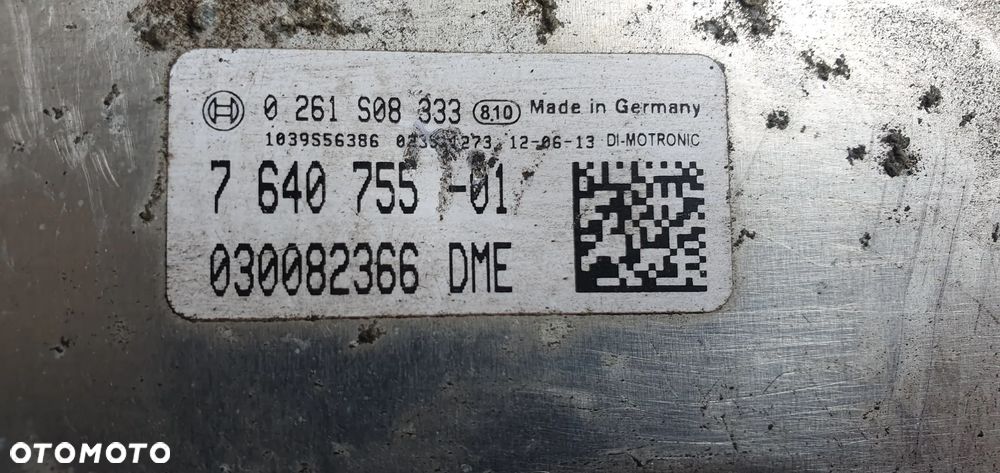 0 261 S08 333 8.10 Made in Germany
1039S56386 12-06-13 DI-MOTRONIC
7 640 755 -01
030082366 DME
OTOMOTO